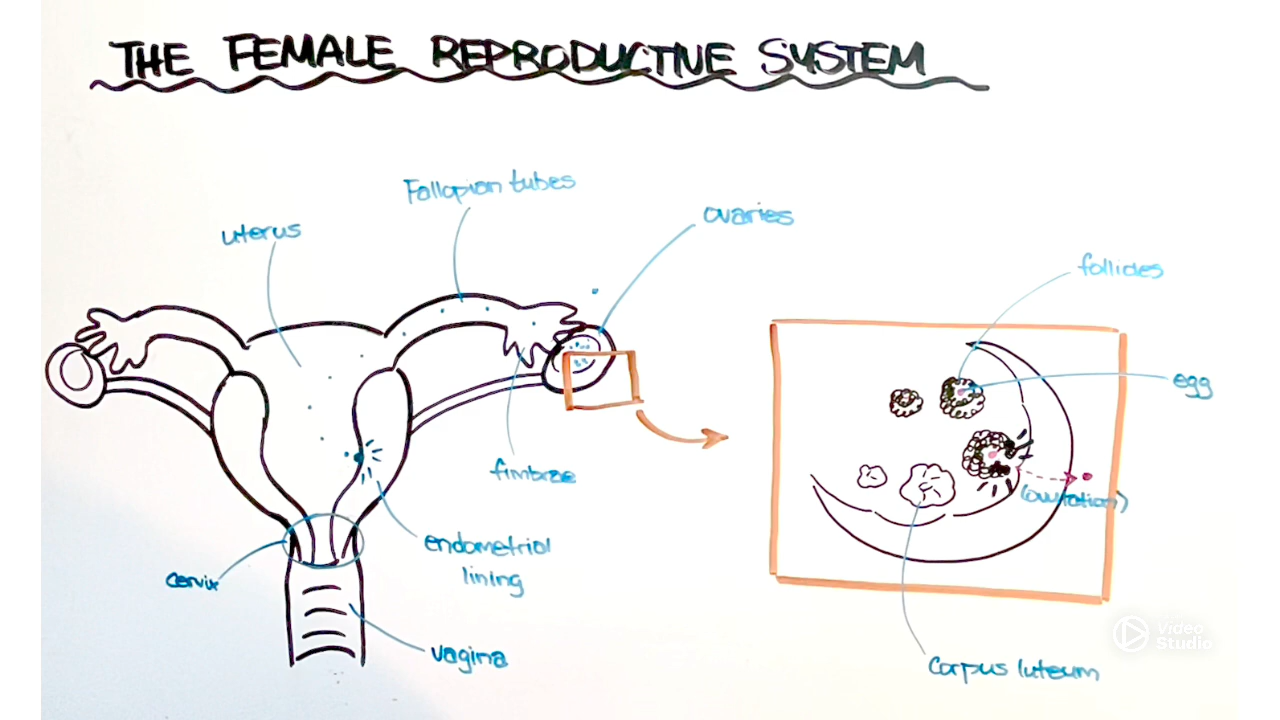 THE FEMALE REPRODUCTIVE SYSTEM
Fallopian tubes
uterus
ovaries
follicles
egg
fimbrae
(ovulation)
endometrial
lining
cervix
vagina
corpus luteum
Video
Studio